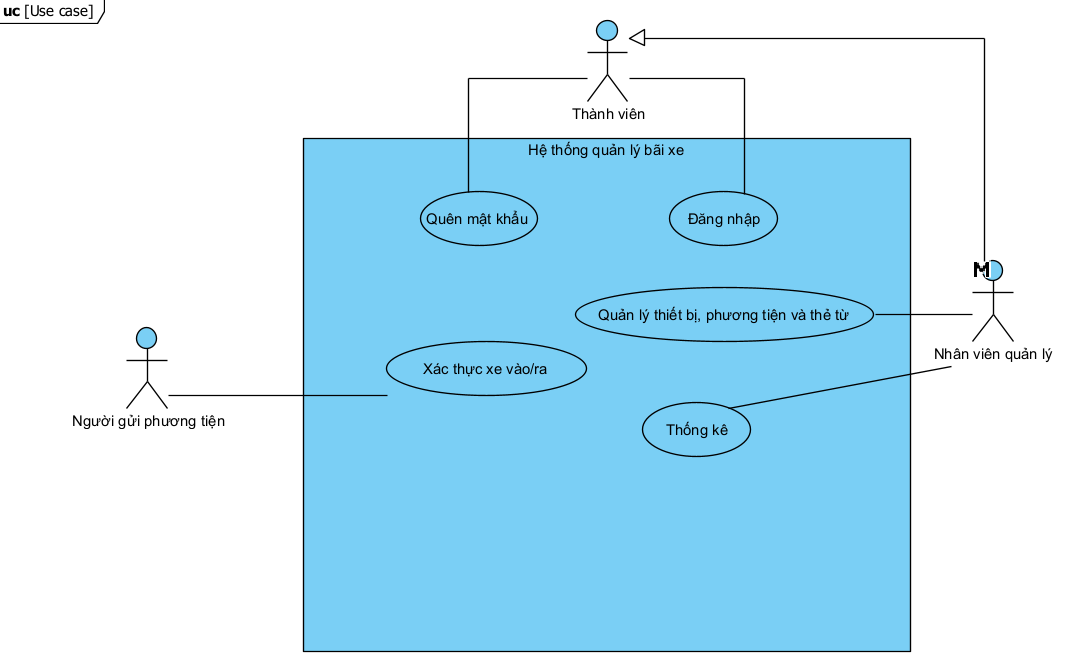 uc [Use case]
Thành viên
Hệ thống quản lý bãi xe
Quên mật khẩu
Đăng nhập
M
Quản lý thiết bị, phương tiện và thẻ từ
Nhân viên quản lý
Xác thực xe vào/ra
Người gửi phương tiện
Thống kê